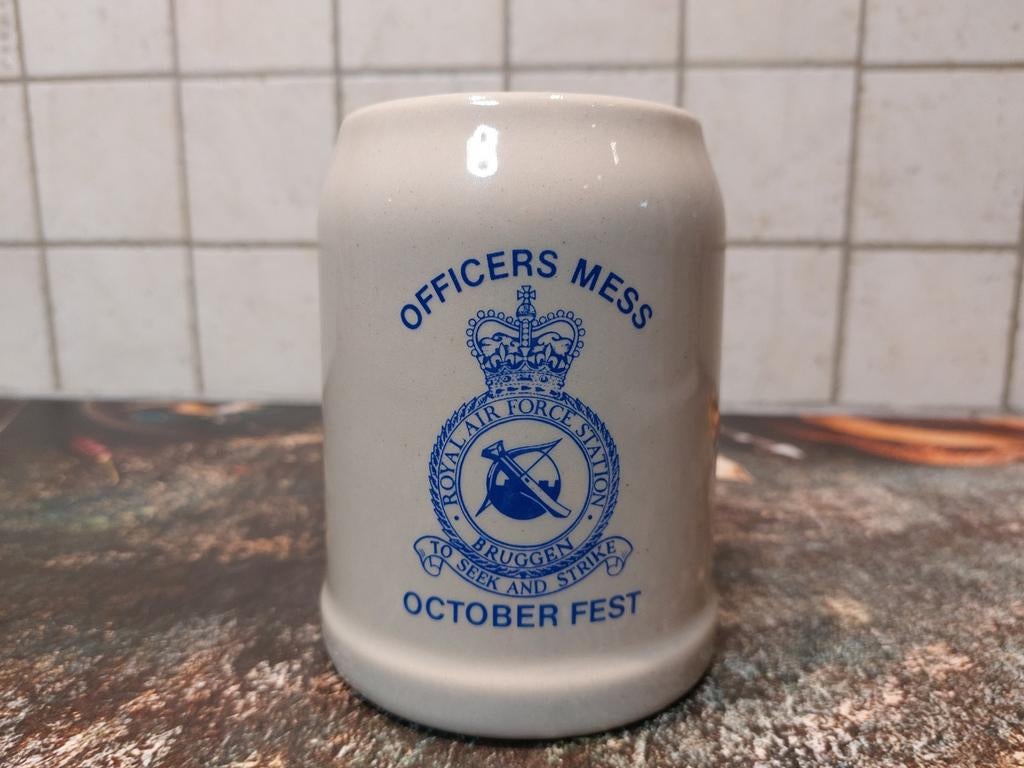 OFFICERS MESS
ROYAL AIR FORCE STATION
BRUGGEN
TO SEEK AND STRIKE
OCTOBER FEST